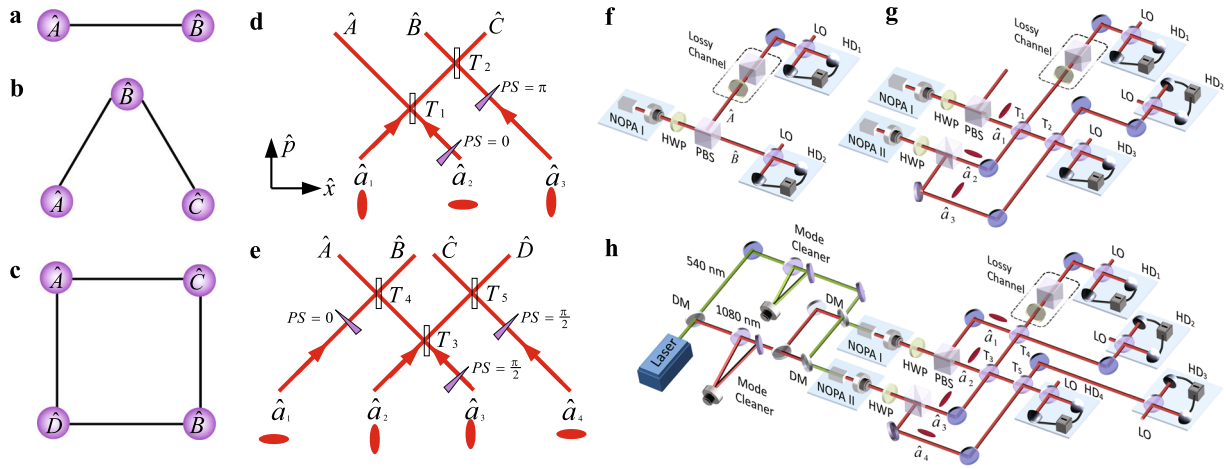 a
Â
B̂
b
B̂
Â
Ĉ
c
Â
Ĉ
D̂
B̂
d
Â
B̂
Ĉ
T₂
PS = π
T₁
PS = 0
p̂
x̂
â₁
â₂
â₃
e
Â
B̂
Ĉ
D̂
T₄
T₅
PS = 0
PS = π/2
T₃
PS = π/2
â₁
â₂
â₃
â₄
f
LO
HD₁
Lossy
Channel
NOPA I
HWP
PBS
Â
B̂
LO
HD₂
g
LO
HD₁
Lossy
Channel
HD₂
NOPA I
HWP
PBS
T₁
T₂
LO
LO
HD₃
â₁
NOPA II
HWP
â₂
â₃
h
Mode
Cleaner
540 nm
LO
HD₁
Lossy
Channel
DM
1080 nm
DM
HD₂
Laser
NOPA I
HWP
PBS
â₁
T₃
T₄
T₅
LO
Mode
Cleaner
DM
NOPA II
HWP
â₂
â₃
â₄
LO
HD₄
HD₃
LO